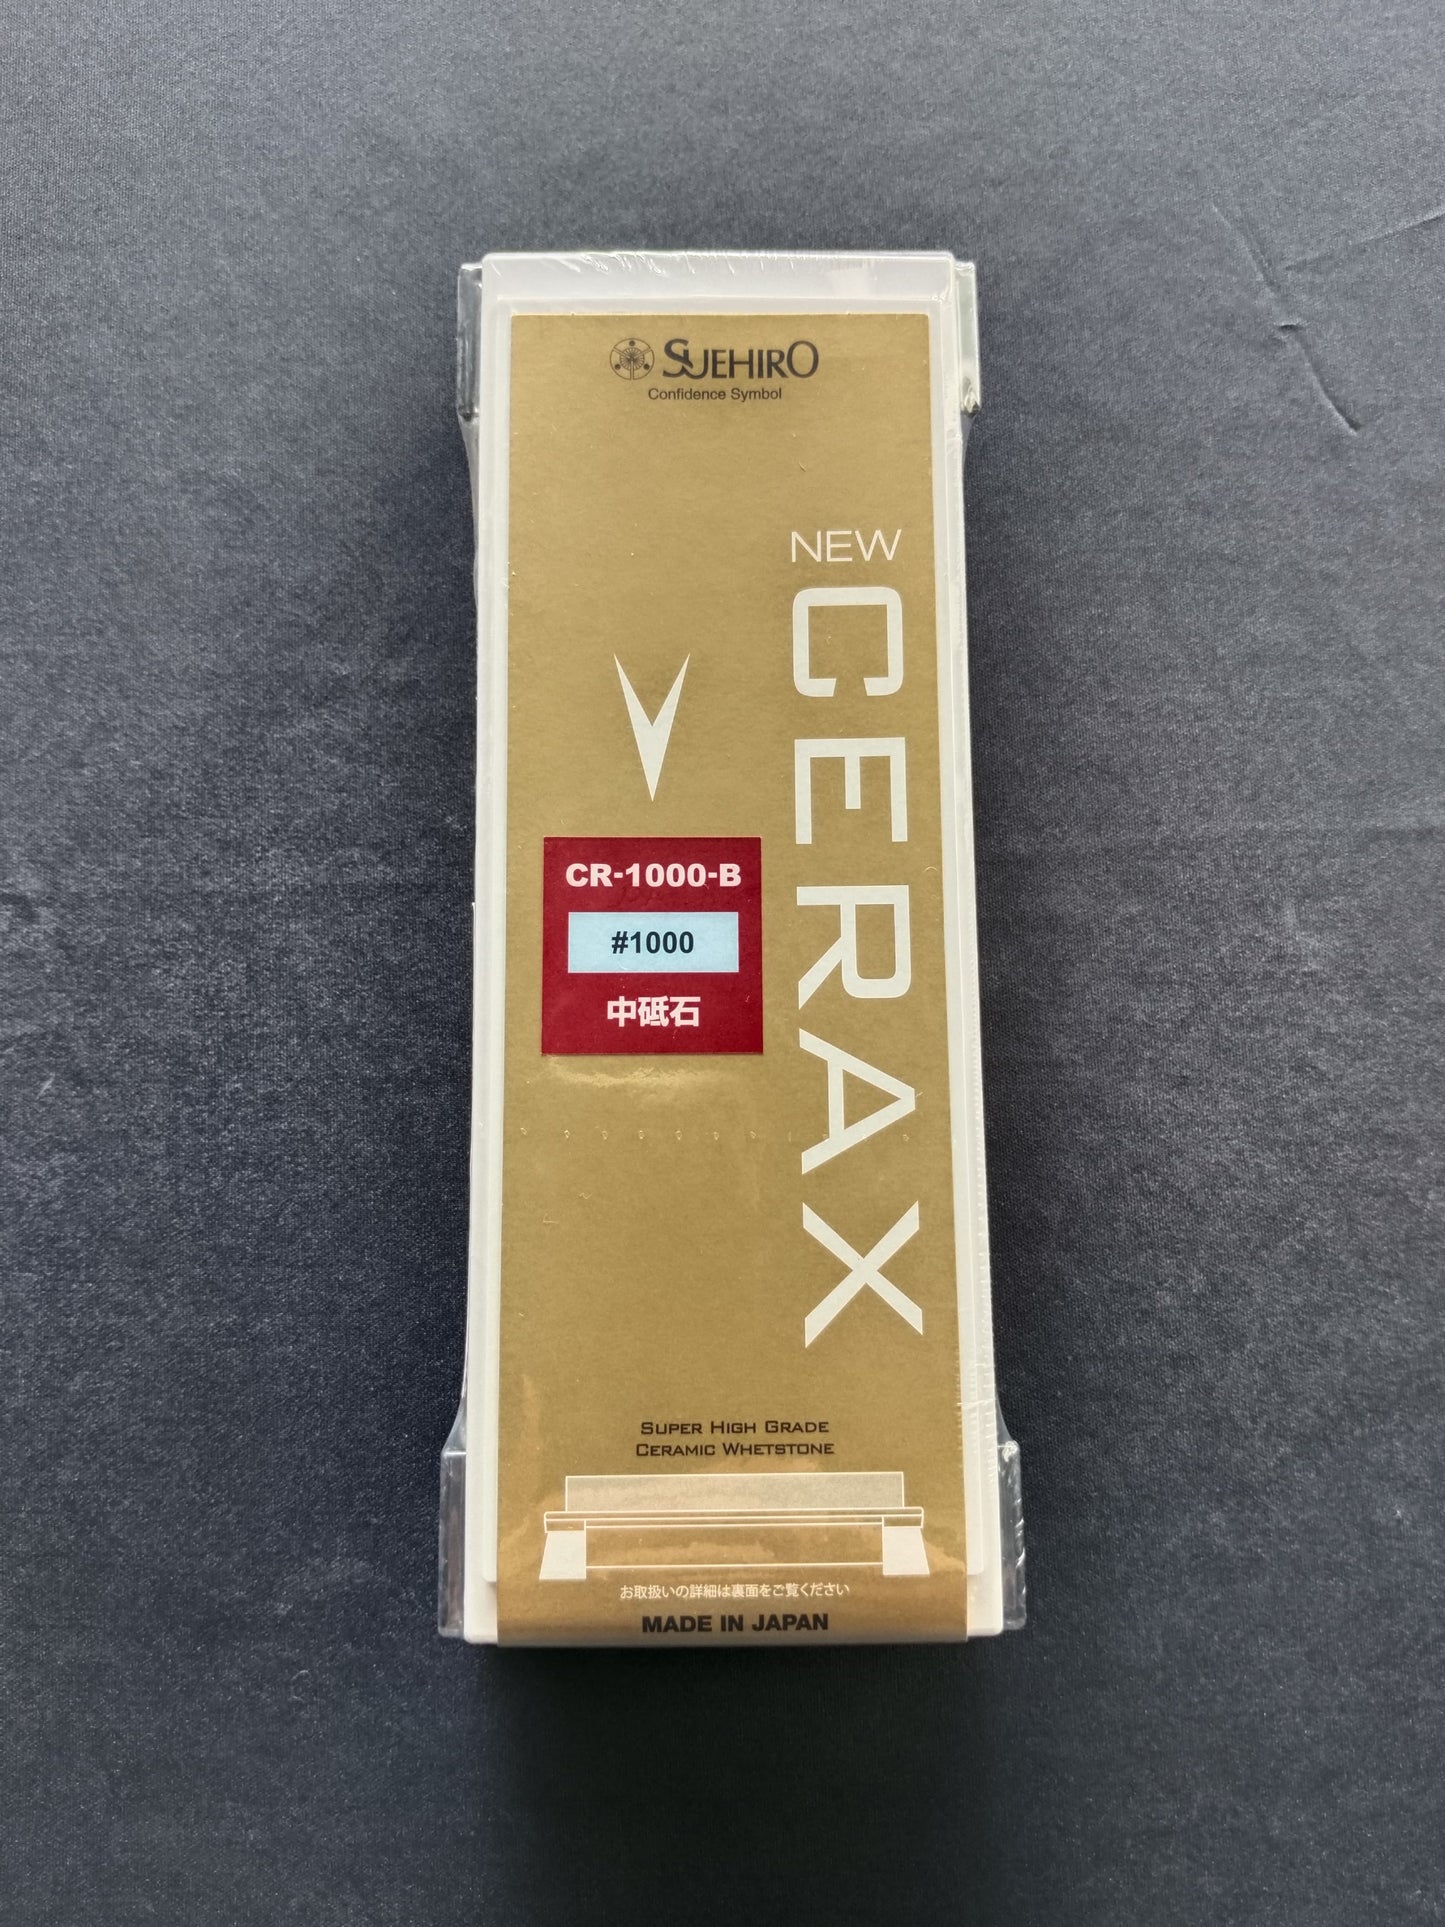 SUEHIRO
Confidence Symbol
NEW
CERAX
CR-1000-B
#1000
中砥石
SUPER HIGH GRADE
CERAMIC WHETSTONE
お取扱いの詳細は裏面をご覧ください
MADE IN JAPAN